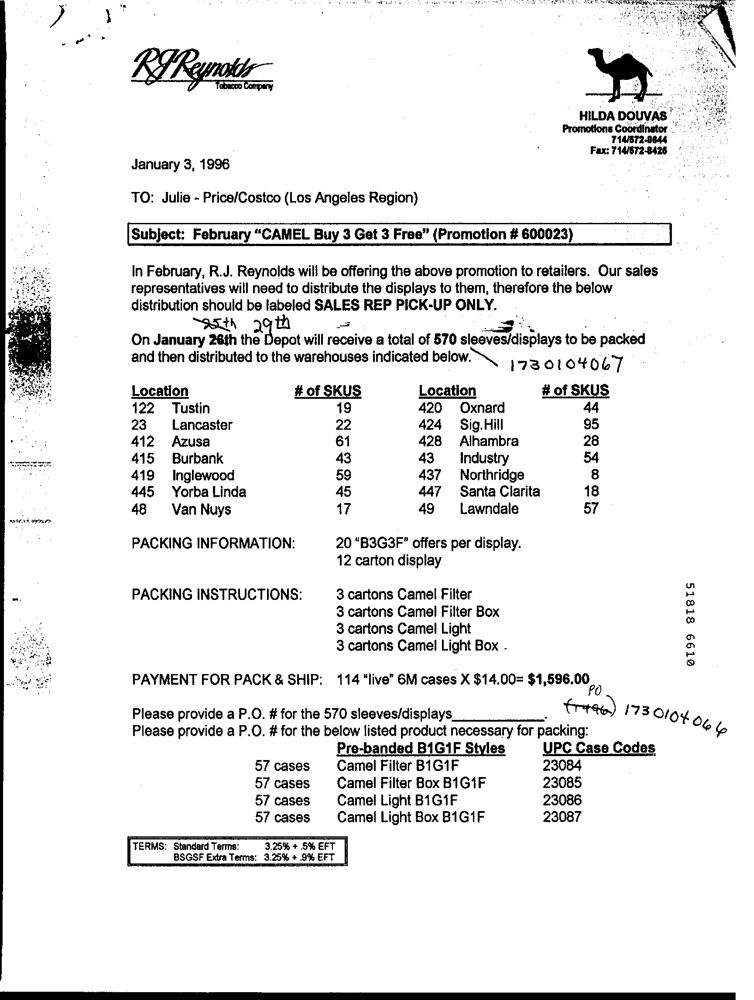 RJReynolds
Tobacco Company
HILDA DOUVAS
Promotions Coordinator
714/572-8644
Fax: 714/572-8426
January 3, 1996
TO: Julie - Price/Costco (Los Angeles Region)
Subject: February "CAMEL Buy 3 Get 3 Free" (Promotion # 600023)
In February, R.J. Reynolds will be offering the above promotion to retailers. Our sales
representatives will need to distribute the displays to them, therefore the below
distribution should be labeled SALES REP PICK-UP ONLY.
25th 29th
On January 26th the Depot will receive a total of 570 sleeves/displays to be packed
and then distributed to the warehouses indicated below. 1730104067
Location # of SKUS Location # of SKUS
122 Tustin 19 420 Oxnard 44
23 Lancaster 22 424 Sig.Hill 95
412 Azusa 61 428 Alhambra 28
415 Burbank 43 43 Industry 54
419 Inglewood 59 437 Northridge 8
445 Yorba Linda 45 447 Santa Clarita 18
48 Van Nuys 17 49 Lawndale 57
PACKING INFORMATION: 20 "B3G3F" offers per display.
12 carton display
PACKING INSTRUCTIONS: 3 cartons Camel Filter
3 cartons Camel Filter Box
3 cartons Camel Light
3 cartons Camel Light Box
51818 6610
PAYMENT FOR PACK & SHIP: 114 "live" 6M cases X $14.00= $1,596.00
PO
Please provide a P.O. # for the 570 sleeves/displays____________. 1730104066
Please provide a P.O. # for the below listed product necessary for packing:
Pre-banded B1G1F Styles UPC Case Codes
57 cases Camel Filter B1G1F 23084
57 cases Camel Filter Box B1G1F 23085
57 cases Camel Light B1G1F 23086
57 cases Camel Light Box B1G1F 23087
TERMS: Standard Terms: 3.25% + .5% EFT
BSGSF Extra Terms: 3.25% + .9% EFT